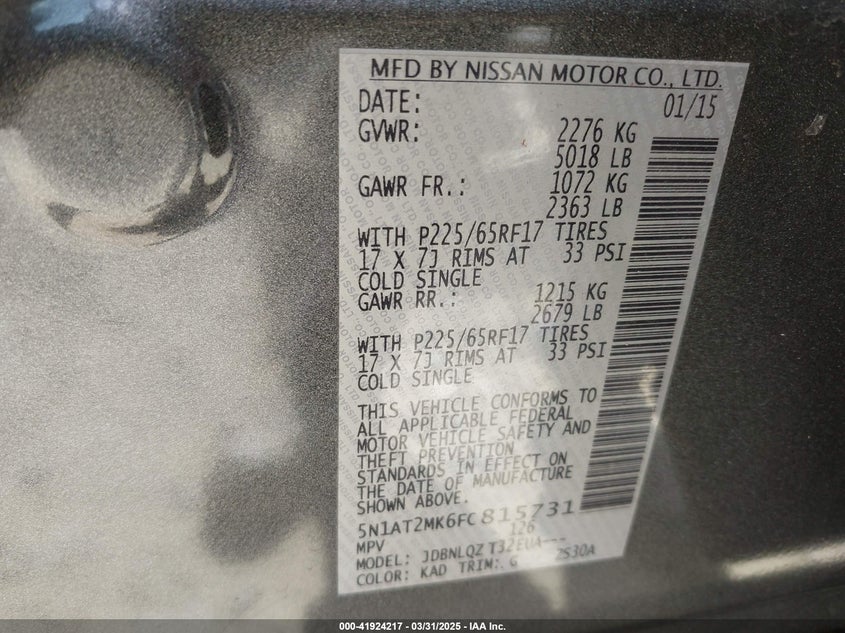 MFD BY NISSAN MOTOR CO., LTD.
DATE: 01/15
GVWR: 2276 KG
5018 LB
GAWR FR.: 1072 KG
2363 LB
WITH P225/65RF17 TIRES
17 X 7J RIMS AT 33 PSI
COLD SINGLE
GAWR RR.: 1215 KG
2679 LB
WITH P225/65RF17 TIRES
17 X 7J RIMS AT 33 PSI
COLD SINGLE
THIS VEHICLE CONFORMS TO
ALL APPLICABLE FEDERAL
MOTOR VEHICLE SAFETY AND
THEFT PREVENTION
STANDARDS IN EFFECT ON
THE DATE OF MANUFACTURE
SHOWN ABOVE.
5N1AT2MK6FC815731
MPV 126
MODEL: JDBNLQZ T32EUA---
COLOR: KAD TRIM: G 2S30A
000-41924217 - 03/31/2025 - IAA Inc.